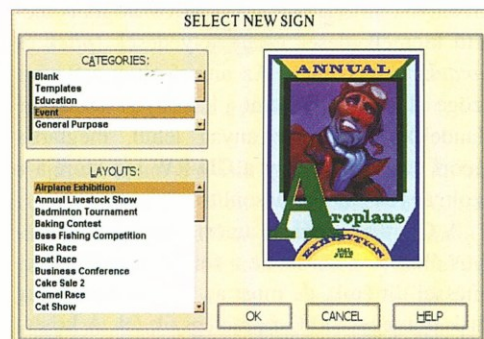 SELECT NEW SIGN
CATEGORIES:
Blank
Templates
Education
Event
General Purpose
LAYOUTS:
Airplane Exhibition
Annual Livestock Show
Badminton Tournament
Baking Contest
Bass Fishing Competition
Bike Race
Boat Race
Business Conference
Cake Sale 2
Camel Race
Cat Show
ANNUAL
Aroplane
EXHIBITION
OK
CANCEL
HELP